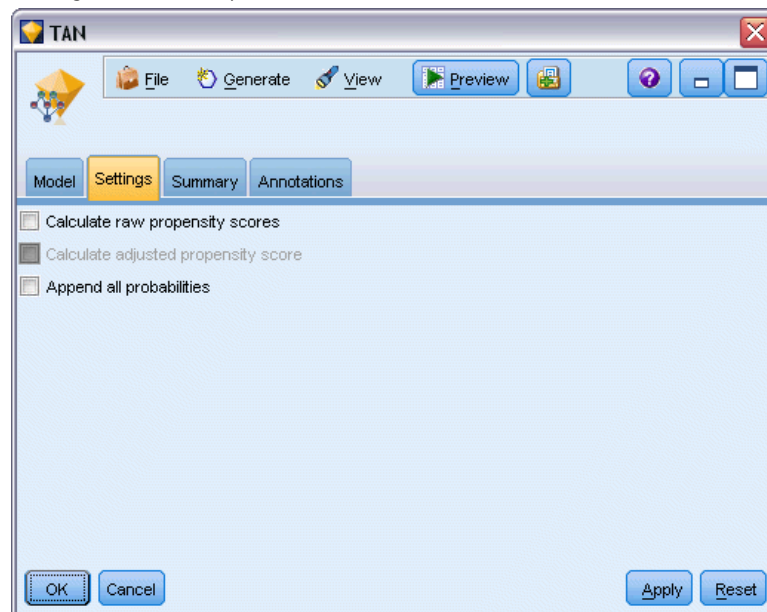 TAN
File Generate View Preview
Model Settings Summary Annotations
Calculate raw propensity scores
Calculate adjusted propensity score
Append all probabilities
OK Cancel Apply Reset